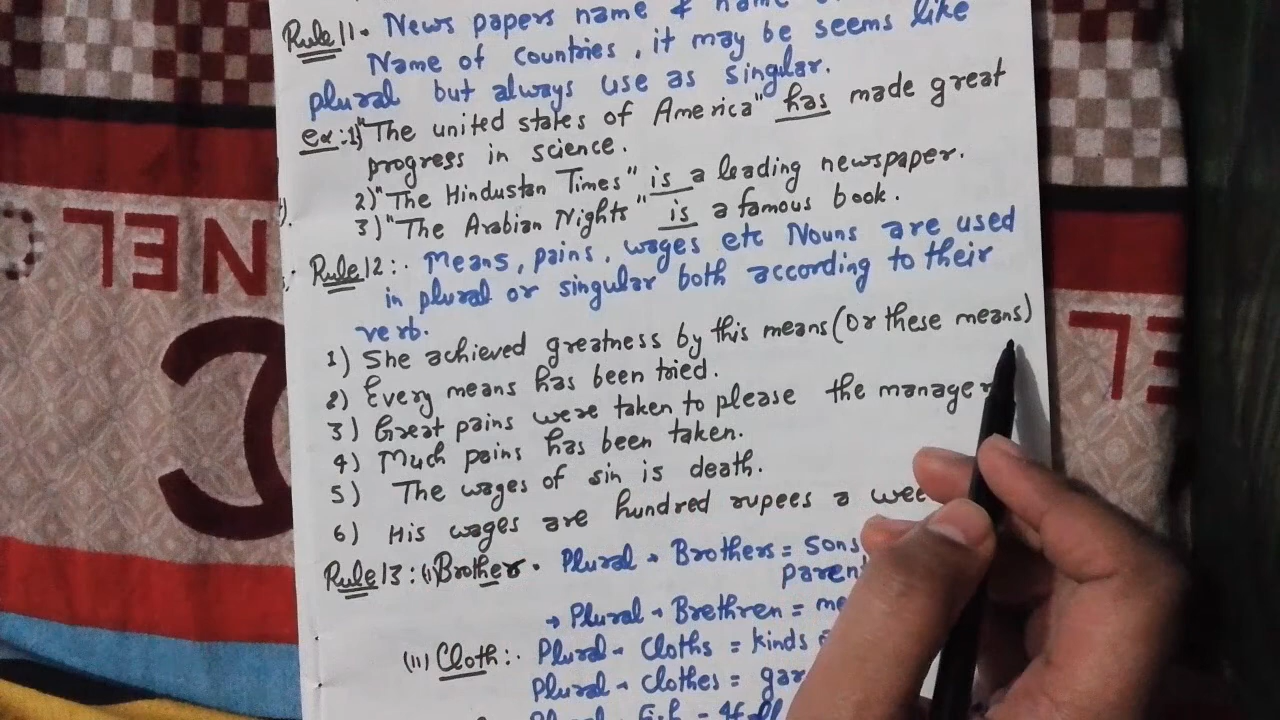 Rule 11. News papers name & name
Name of countries, it may be seems like
plural but always use as singular.
ex:-1) "The united states of America" has made great
progress in science.
2) "The Hindustan Times" is a leading newspaper.
3) "The Arabian Nights" is a famous book.
Rule 12:. Means, pains, wages etc Nouns are used
in plural or singular both according to their
verb.
1) She achieved greatness by this means (or these means)
2) Every means has been tried.
3) Great pains were taken to please the manager
4) Much pains has been taken.
5) The wages of sin is death.
6) His wages are hundred rupees a wee
Rule 13: (i) Brother. Plural → Brothers = sons
paren
→ Plural → Brethren = me
(ii) Cloth:. Plural → Cloths = kinds
Plural → clothes = gar
NEL